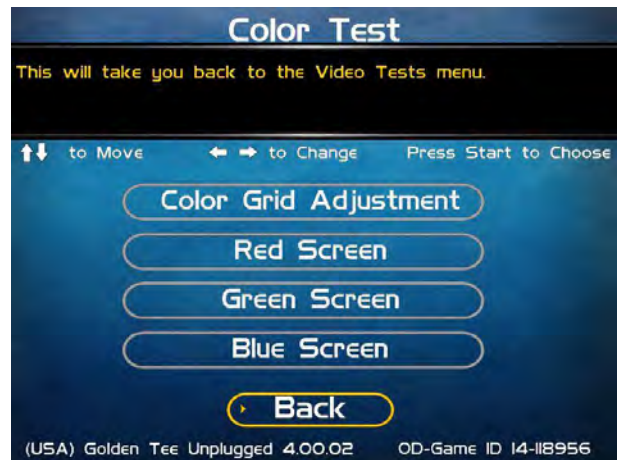 Color Test
This will take you back to the Video Tests menu.
to Move to Change Press Start to Choose
Color Grid Adjustment
Red Screen
Green Screen
Blue Screen
Back
(USA) Golden Tee Unplugged 4.00.02 OD-Game ID 14-118956